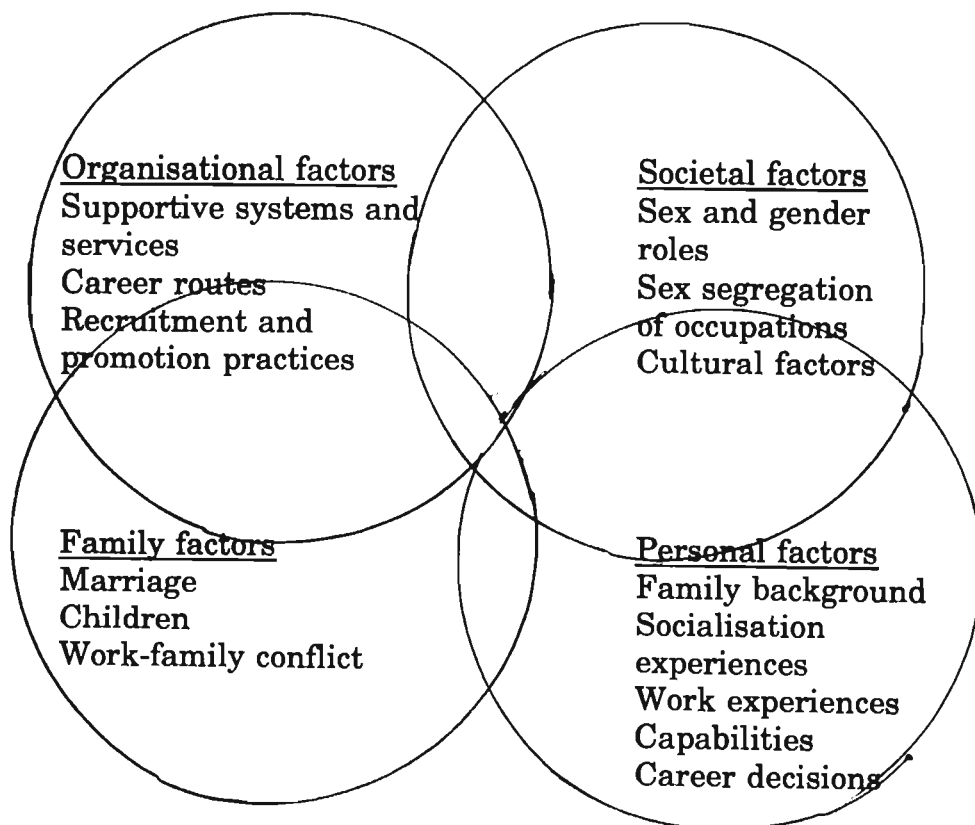 Organisational factors
Supportive systems and
services
Career routes
Recruitment and
promotion practices
Societal factors
Sex and gender
roles
Sex segregation
of occupations
Cultural factors
Family factors
Marriage
Children
Work-family conflict
Personal factors
Family background
Socialisation
experiences
Work experiences
Capabilities
Career decisions